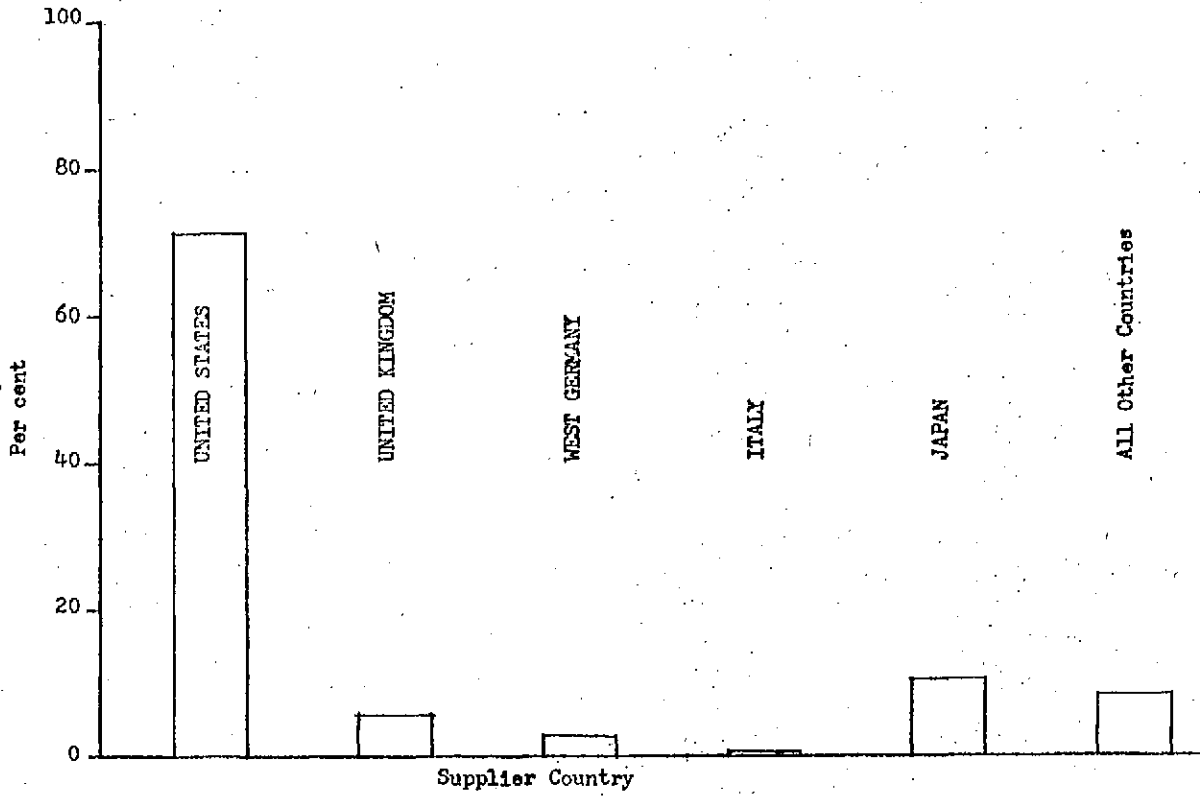 100
80
60
40
20
0
Per cent
UNITED STATES
UNITED KINGDOM
WEST GERMANY
ITALY
JAPAN
All Other Countries
Supplier Country